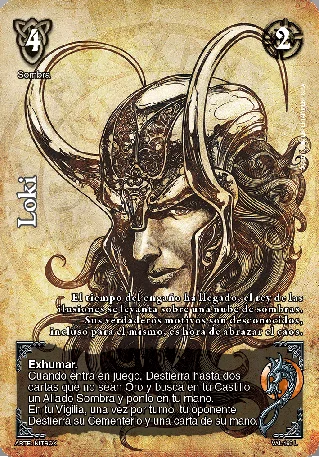 4
2
Sombra
Loki
El tiempo del engaño ha llegado, el rey de las
ilusiones, se levanta sobre una nube de sombras.
Sus verdaderos motivos son desconocidos,
incluso para el mismo, es hora de abrazar el caos.
Exhumar.
Cuando entra en juego, Destierra hasta dos
cartas que no sean Oro y busca en tu Castillo
un Aliado Sombra y ponlo en tu mano.
En tu Vigilia, una vez por turno, tu oponente
Destierra su Cementerio y una carta de su mano.